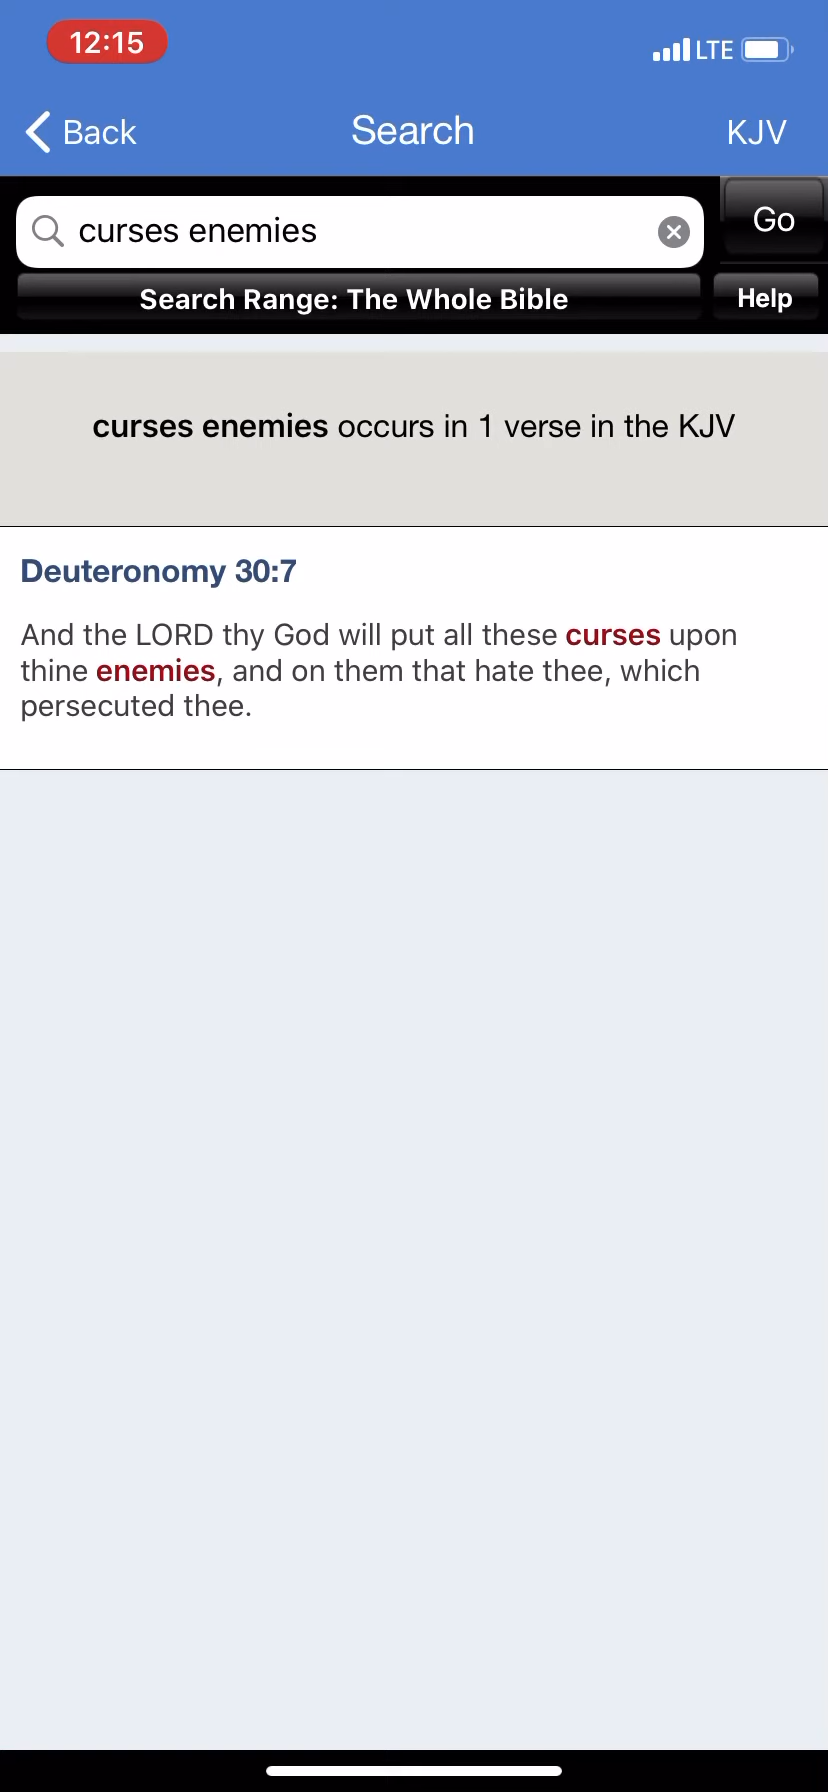 12:15 LTE
Back Search KJV
curses enemies Go
Search Range: The Whole Bible Help
curses enemies occurs in 1 verse in the KJV
Deuteronomy 30:7
And the LORD thy God will put all these curses upon
thine enemies, and on them that hate thee, which
persecuted thee.